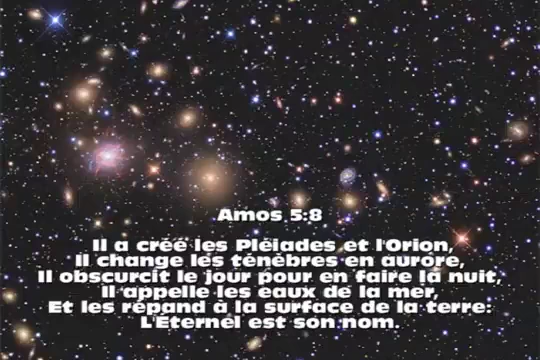 Amos 5:8
Il a créé les Pléiades et l'Orion,
Il change les ténèbres en aurore,
Il obscurcit le jour pour en faire la nuit,
Il appelle les eaux de la mer,
Et les répand à la surface de la terre:
L'Eternel est son nom.